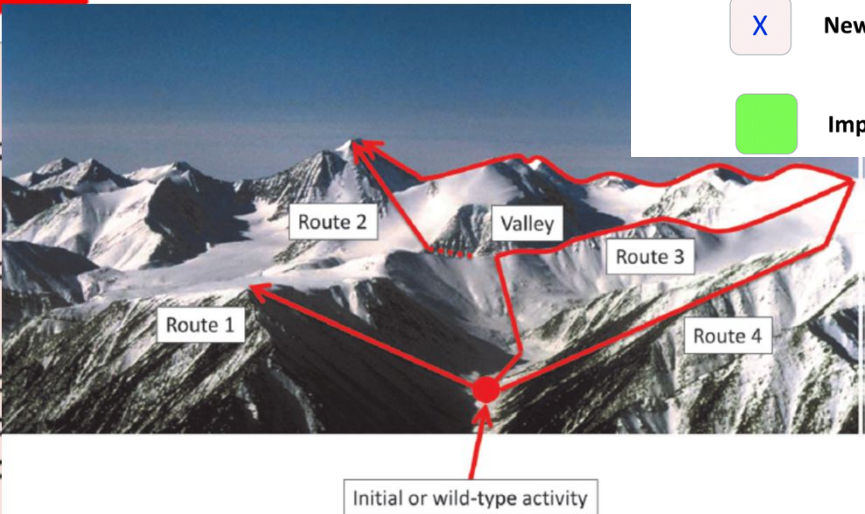 X
New
Imp
Route 2
Valley
Route 3
Route 1
Route 4
Initial or wild-type activity